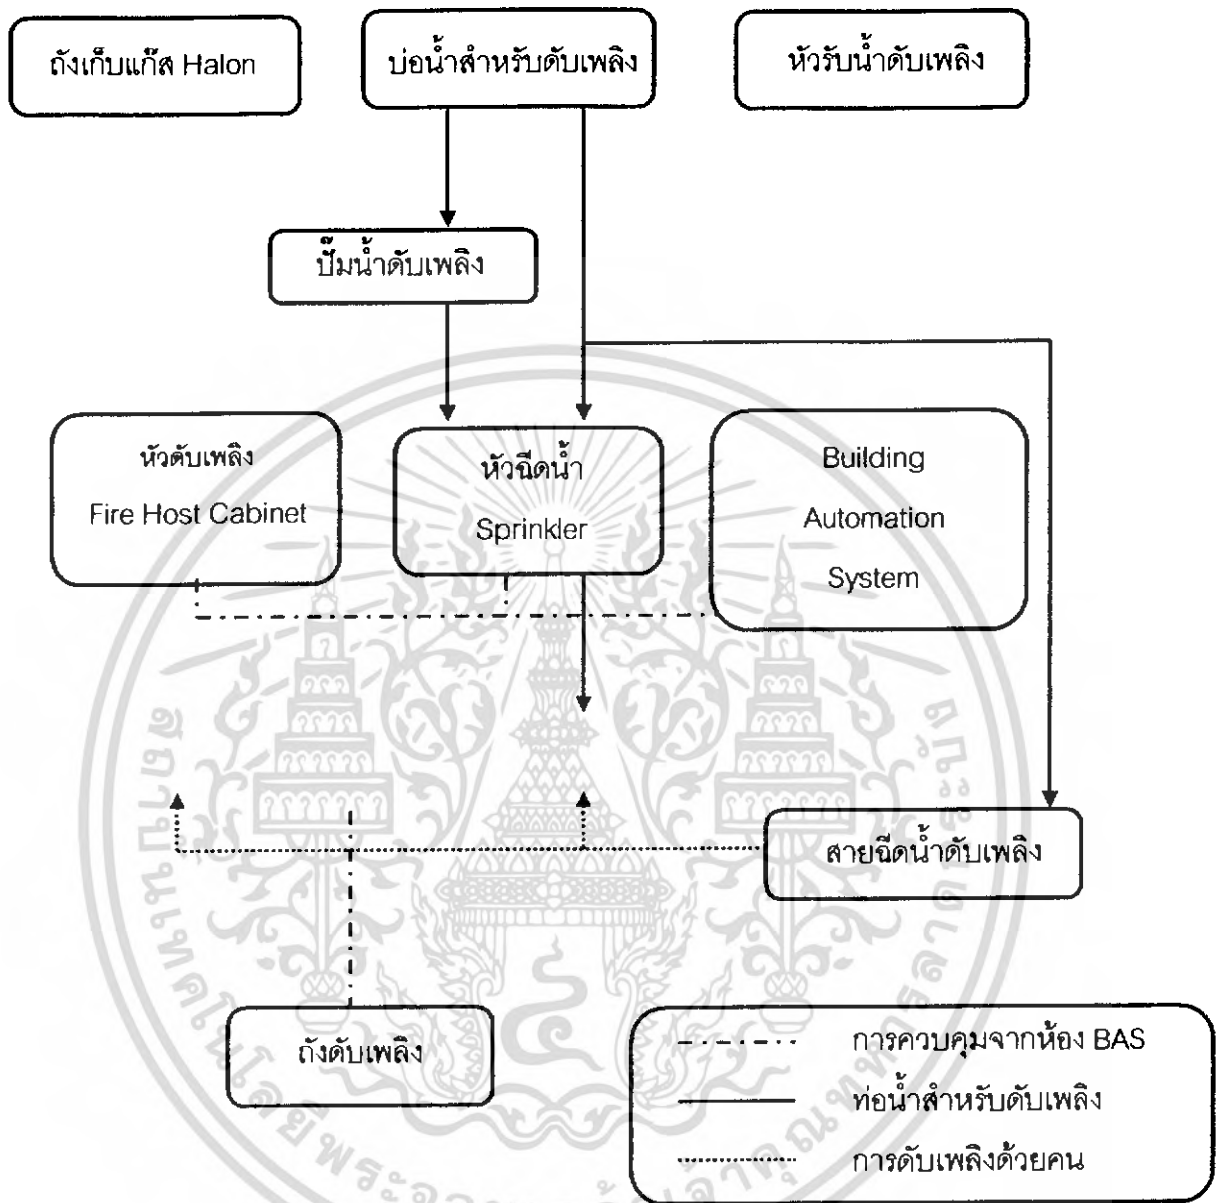 ถังเก็บแก๊ส Halon
บ่อน้ำสำหรับดับเพลิง
หัวรับน้ำดับเพลิง
ปั๊มน้ำดับเพลิง
หัวดับเพลิง
Fire Host Cabinet
หัวฉีดน้ำ
Sprinkler
Building
Automation
System
สายฉีดน้ำดับเพลิง
ถังดับเพลิง
การควบคุมจากห้อง BAS
ท่อน้ำสำหรับดับเพลิง
การดับเพลิงด้วยคน